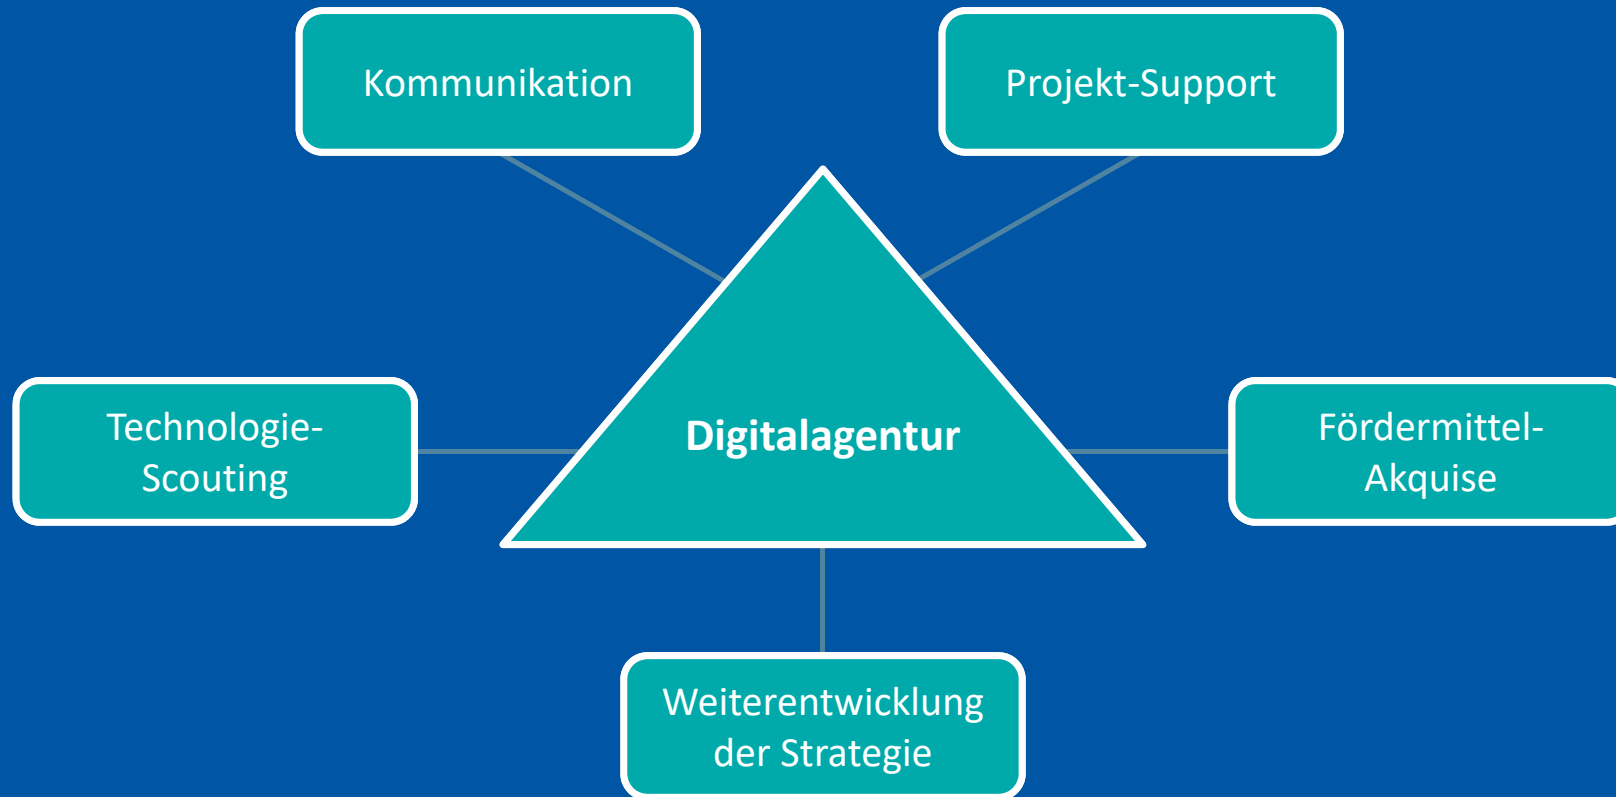 Kommunikation
Projekt-Support
Technologie-
Scouting
Digitalagentur
Fördermittel-
Akquise
Weiterentwicklung
der Strategie